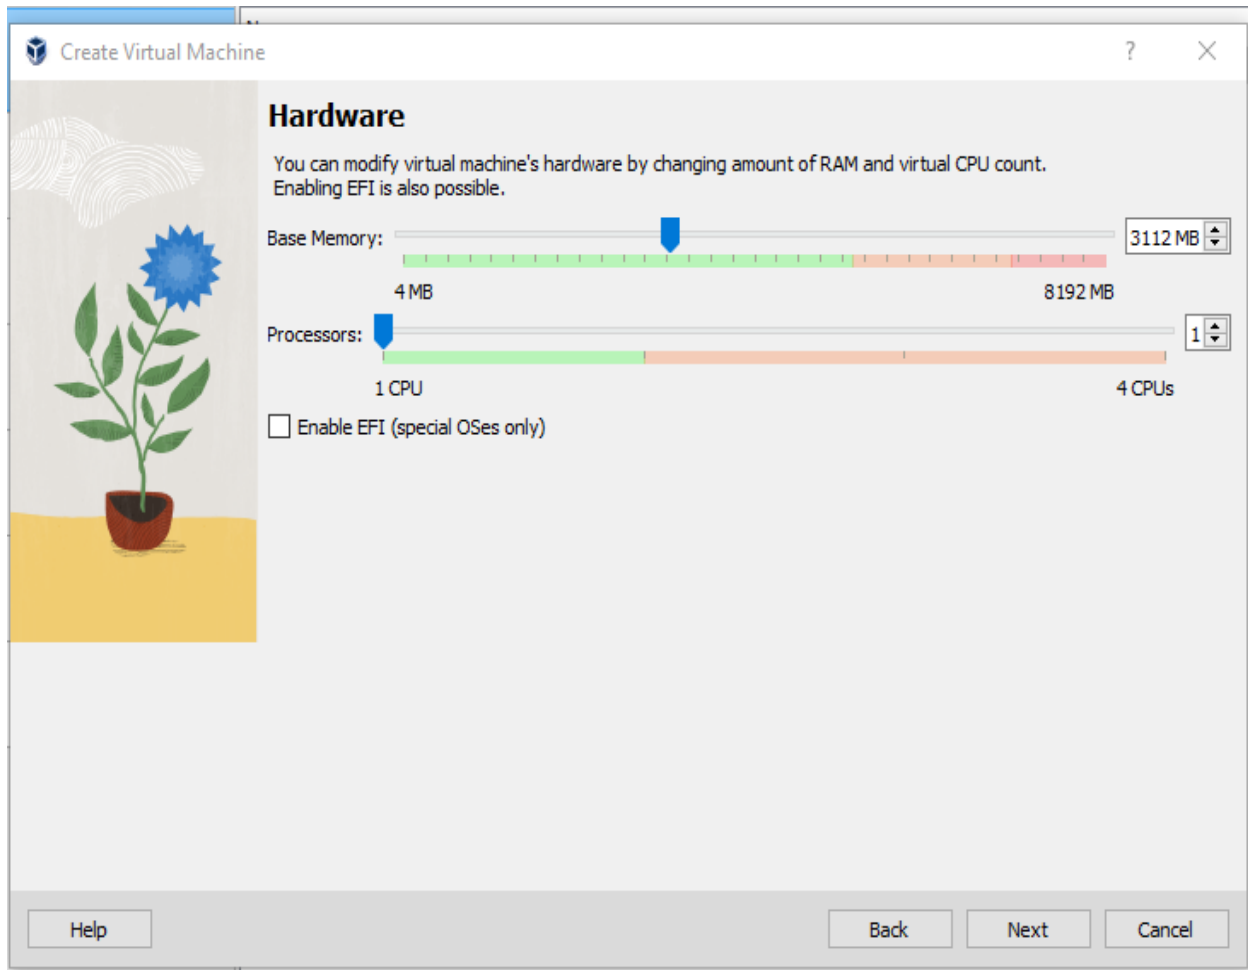 Create Virtual Machine
?
Hardware
You can modify virtual machine's hardware by changing amount of RAM and virtual CPU count.
Enabling EFI is also possible.
Base Memory:
3112 MB
4 MB
8192 MB
Processors:
1
1 CPU
4 CPUs
Enable EFI (special OSes only)
Help
Back
Next
Cancel